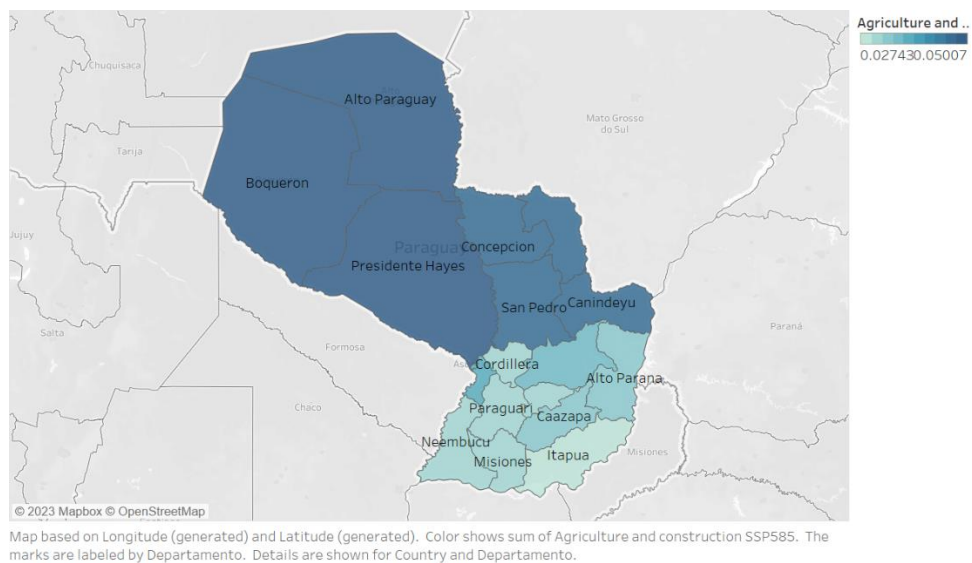 Agriculture and ..
0.02743 0.05007
Chuquisaca
Alto Paraguay
Mato Grosso
do Sul
Tarija
Boqueron
Jujuy
Paraguay
Concepcion
Presidente Hayes
San Pedro
Canindeyu
Salta
Paraná
Formosa
Cordillera
Alto Parana
Chaco
Paraguari
Caazapa
Neembucu
Misiones
Itapua
Misiones
© 2023 Mapbox © OpenStreetMap
Map based on Longitude (generated) and Latitude (generated). Color shows sum of Agriculture and construction SSP585. The
marks are labeled by Departamento. Details are shown for Country and Departamento.